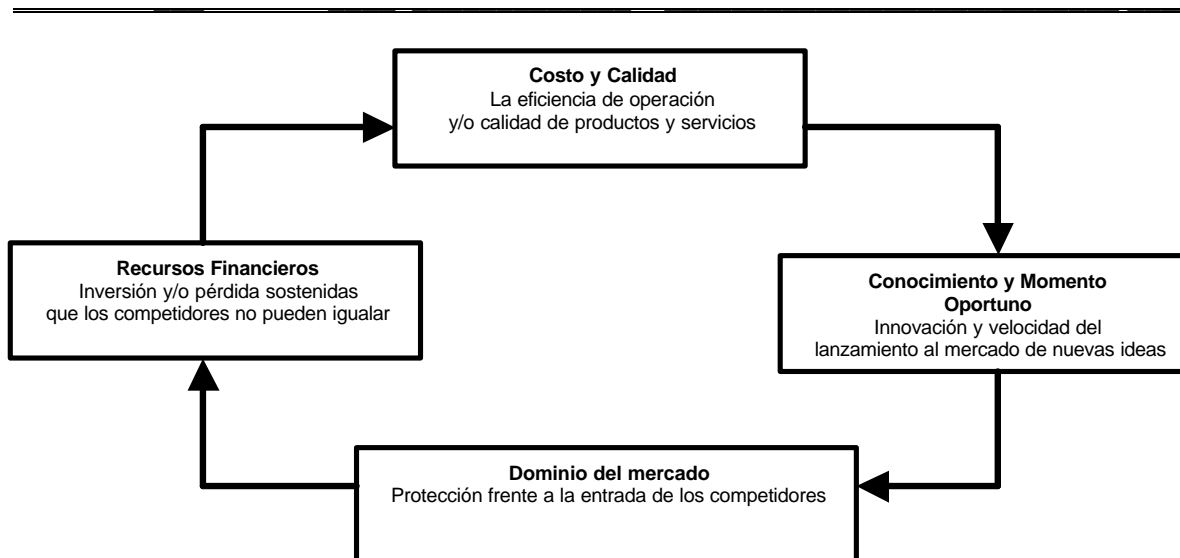 Costo y Calidad
La eficiencia de operación
y/o calidad de productos y servicios
Recursos Financieros
Inversión y/o pérdida sostenidas
que los competidores no pueden igualar
Conocimiento y Momento
Oportuno
Innovación y velocidad del
lanzamiento al mercado de nuevas ideas
Dominio del mercado
Protección frente a la entrada de los competidores